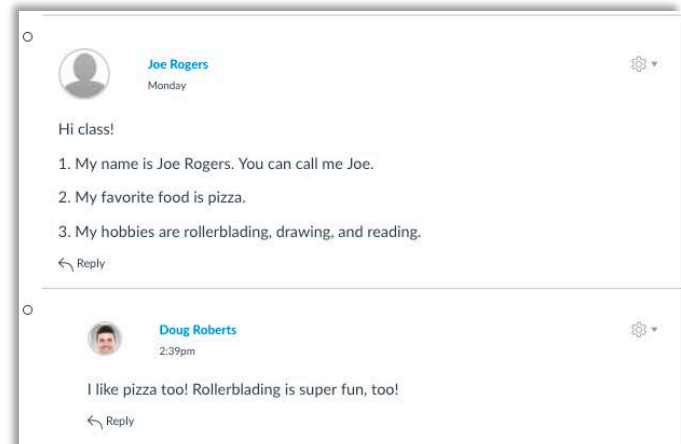 Joe Rogers
Monday
Hi class!
1. My name is Joe Rogers. You can call me Joe.
2. My favorite food is pizza.
3. My hobbies are rollerblading, drawing, and reading.
Reply
Doug Roberts
2:39pm
I like pizza too! Rollerblading is super fun, too!
Reply